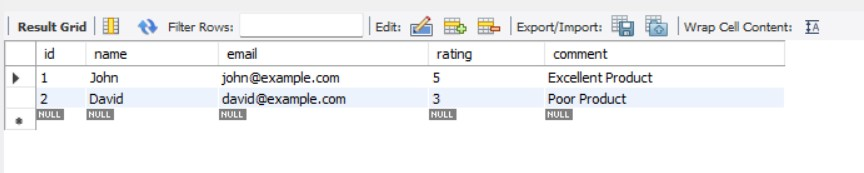 Result Grid Filter Rows: Edit: Export/Import: Wrap Cell Content: IA
id name email rating comment
1 John john@example.com 5 Excellent Product
2 David david@example.com 3 Poor Product
NULL NULL NULL NULL NULL